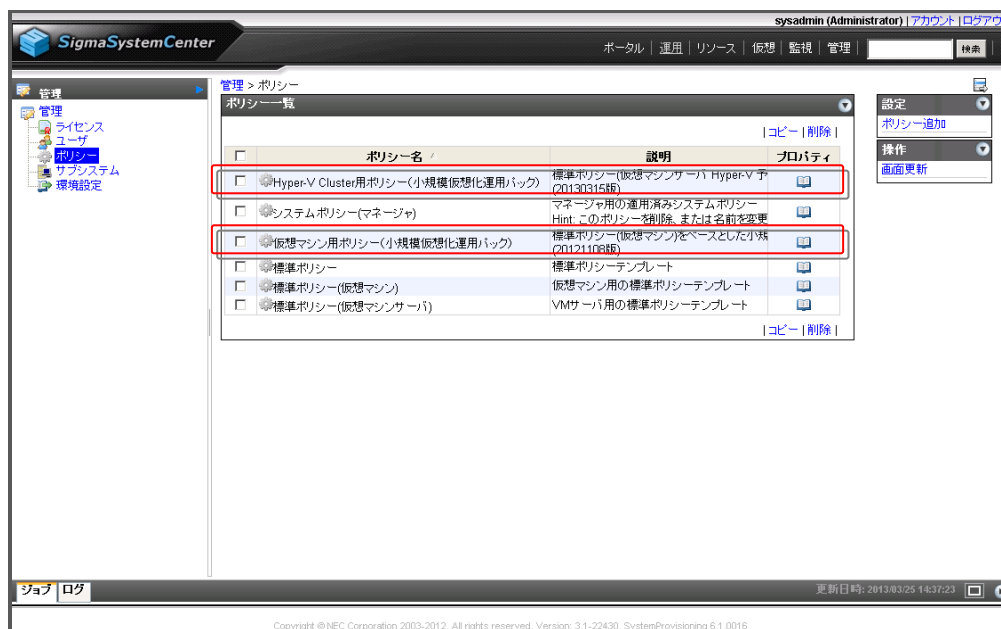 sysadmin (Administrator) | アカウント | ログアウ
SigmaSystemCenter
ポータル | 運用 | リソース | 仮想 | 監視 | 管理 |
検索
管理
管理
ライセンス
ユーザ
ポリシー
サブシステム
環境設定
管理 > ポリシー
ポリシー一覧
| コピー | 削除 |
ポリシー名 説明 プロパティ
Hyper-V Cluster用ポリシー(小規模仮想化運用パック) 標準ポリシー(仮想マシンサーバ Hyper-V 予
(20130315版)
システムポリシー(マネージャ) マネージャ用の適用済みシステムポリシー
Hint: このポリシーを削除、または名前を変更
仮想マシン用ポリシー(小規模仮想化運用パック) 標準ポリシー(仮想マシン)をベースとした小規
(20121108版)
標準ポリシー 標準ポリシーテンプレート
標準ポリシー(仮想マシン) 仮想マシン用の標準ポリシーテンプレート
標準ポリシー(仮想マシンサーバ) VMサーバ用の標準ポリシーテンプレート
| コピー | 削除 |
設定
ポリシー追加
操作
画面更新
ジョブ ログ
更新日時: 2013/03/25 14:37:23
Copyright © NEC Corporation 2003-2012. All rights reserved. Version: 3.1-22430, SystemProvisioning 6.1.0016